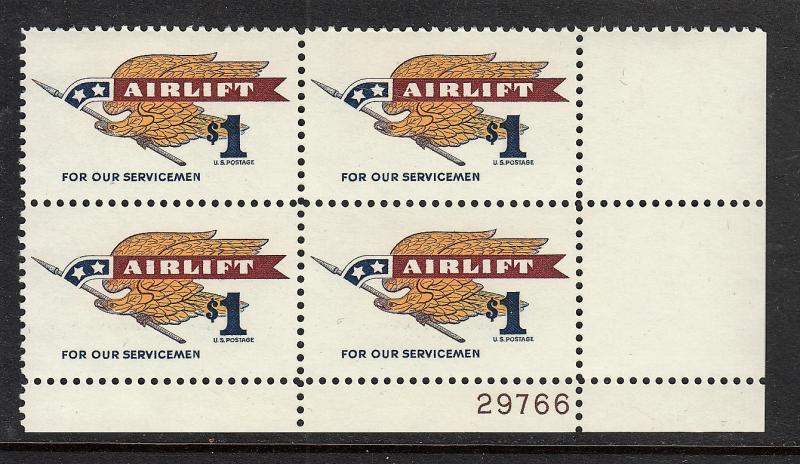 AIRLIFT
$1
U.S. POSTAGE
FOR OUR SERVICEMEN
AIRLIFT
$1
U.S. POSTAGE
FOR OUR SERVICEMEN
AIRLIFT
$1
U.S. POSTAGE
FOR OUR SERVICEMEN
AIRLIFT
$1
U.S. POSTAGE
FOR OUR SERVICEMEN
29766